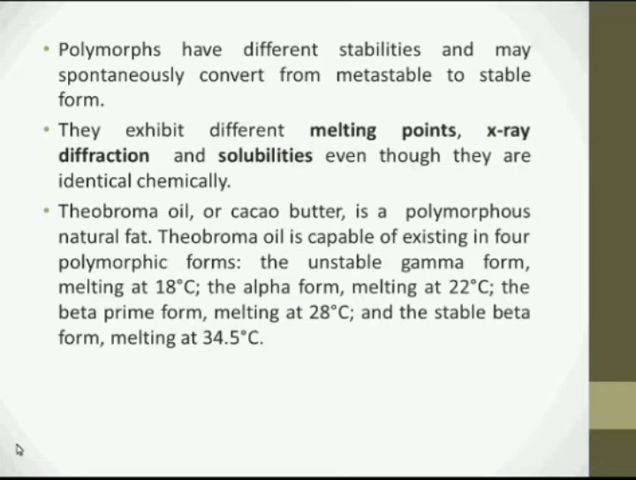 • Polymorphs have different stabilities and may
spontaneously convert from metastable to stable
form.
• They exhibit different melting points, x-ray
diffraction and solubilities even though they are
identical chemically.
• Theobroma oil, or cacao butter, is a polymorphous
natural fat. Theobroma oil is capable of existing in four
polymorphic forms: the unstable gamma form,
melting at 18°C; the alpha form, melting at 22°C; the
beta prime form, melting at 28°C; and the stable beta
form, melting at 34.5°C.